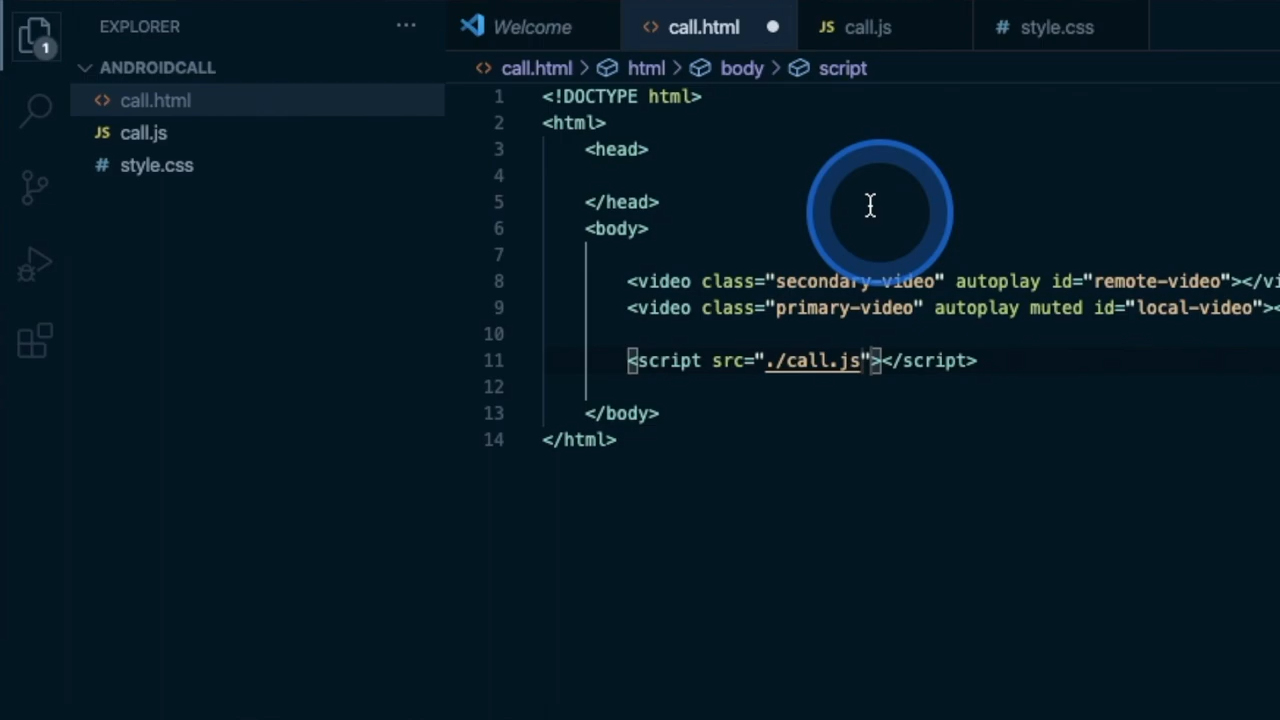 EXPLORER
Welcome
call.html
JS call.js
# style.css
1
ANDROIDCALL
call.html > html > body > script
call.html
JS call.js
# style.css
1 <!DOCTYPE html>
2 <html>
3 <head>
4
5 </head>
6 <body>
7
8 <video class="secondary-video" autoplay id="remote-video"></vi
9 <video class="primary-video" autoplay muted id="local-video"><
10
11 <script src="./call.js"></script>
12
13 </body>
14 </html>